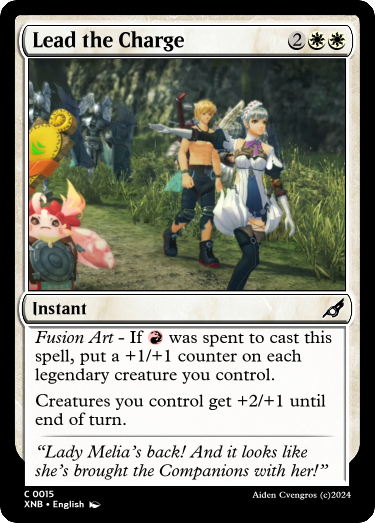 Lead the Charge 2
Instant
Fusion Art - If was spent to cast this
spell, put a +1/+1 counter on each
legendary creature you control.
Creatures you control get +2/+1 until
end of turn.
“Lady Melia's back! And it looks like
she's brought the Companions with her!”
C 0015
XNB • English
Aiden Cvengros (c)2024